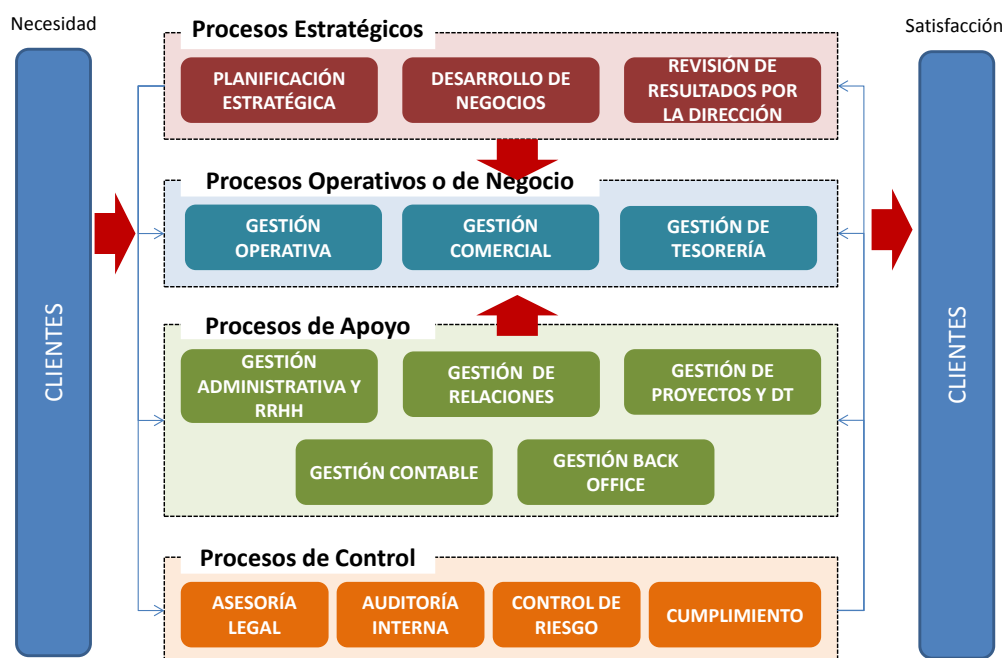 Necesidad
Satisfacción
CLIENTES
Procesos Estratégicos
PLANIFICACIÓN
ESTRATÉGICA
DESARROLLO DE
NEGOCIOS
REVISIÓN DE
RESULTADOS POR
LA DIRECCIÓN
Procesos Operativos o de Negocio
GESTIÓN
OPERATIVA
GESTIÓN
COMERCIAL
GESTIÓN DE
TESORERÍA
Procesos de Apoyo
GESTIÓN
ADMINISTRATIVA Y
RRHH
GESTIÓN DE
RELACIONES
GESTIÓN DE
PROYECTOS Y DT
GESTIÓN CONTABLE
GESTIÓN BACK
OFFICE
Procesos de Control
ASESORÍA
LEGAL
AUDITORÍA
INTERNA
CONTROL DE
RIESGO
CUMPLIMIENTO
CLIENTES